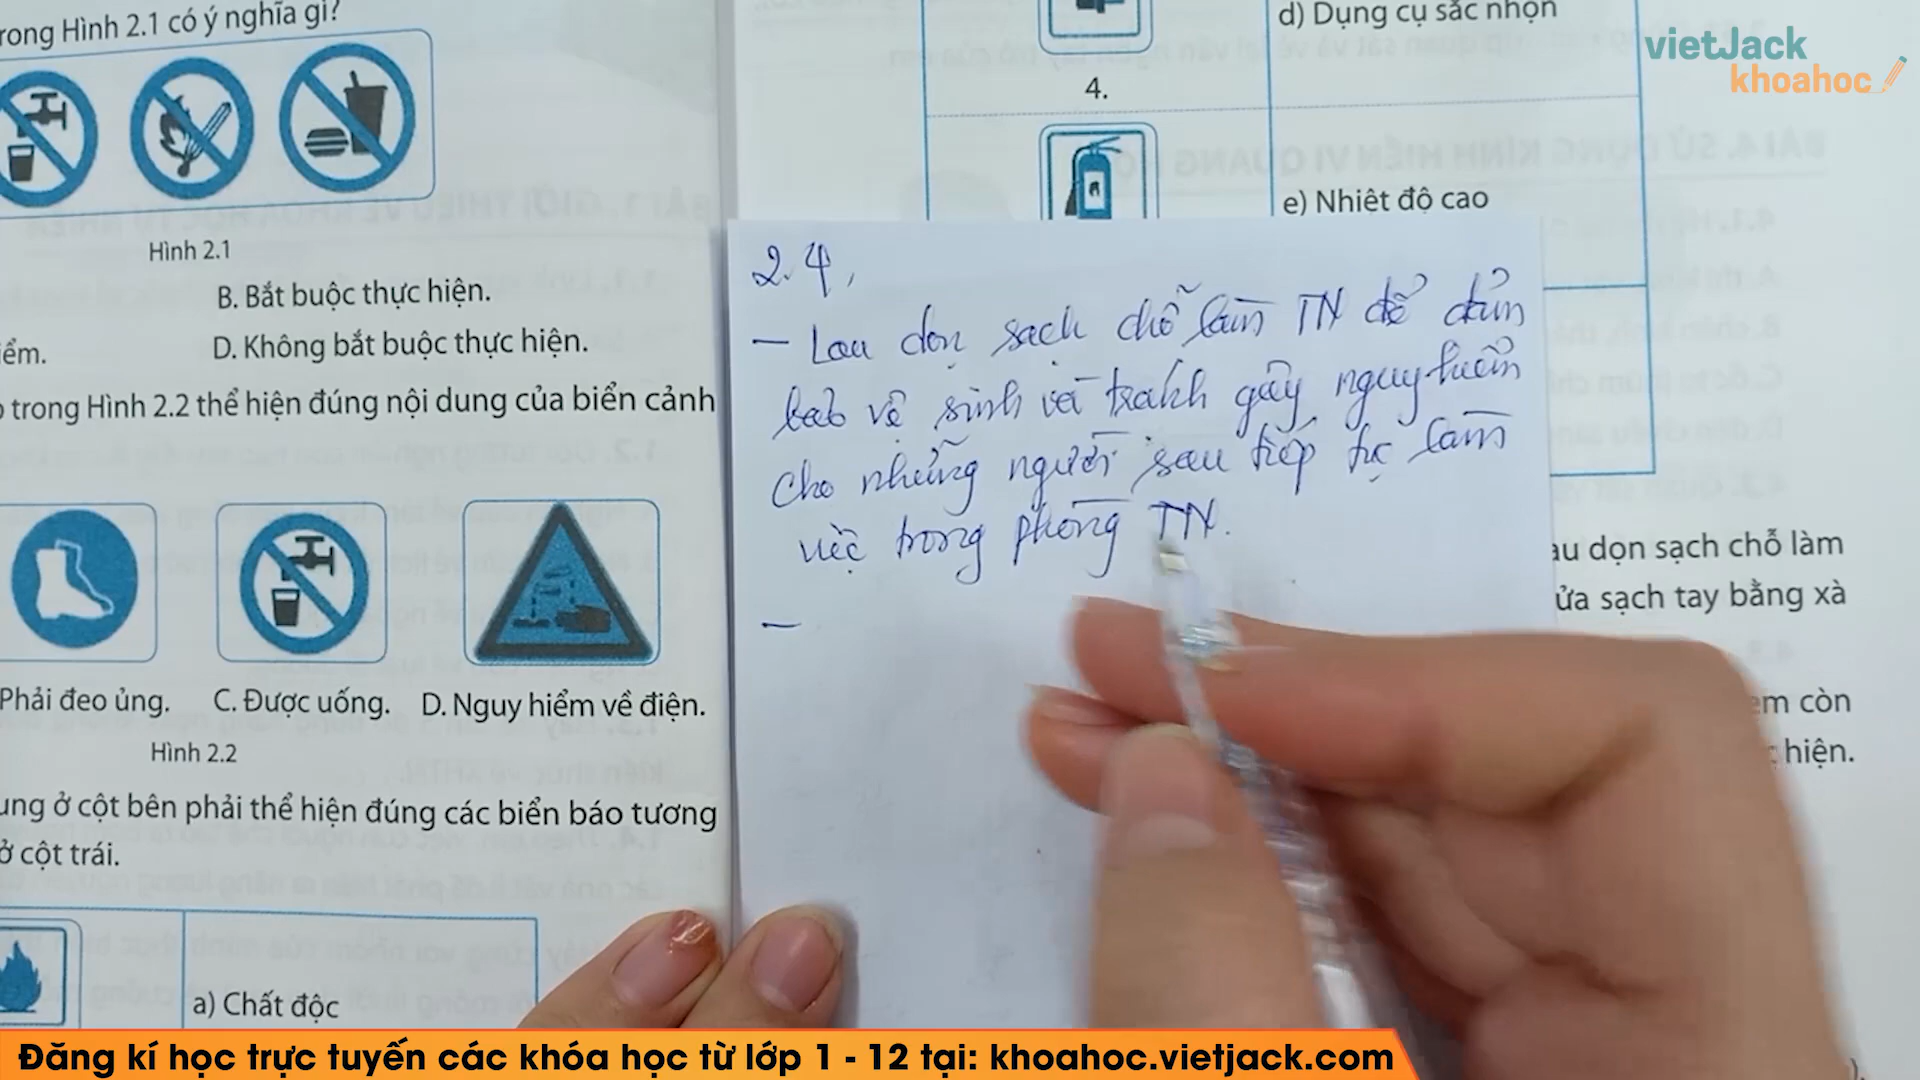 rong Hình 2.1 có ý nghĩa gì?
Hình 2.1
B. Bắt buộc thực hiện.
iểm.
D. Không bắt buộc thực hiện.
trong Hình 2.2 thể hiện đúng nội dung của biển cảnh
Phải đeo ủng.
C. Được uống.
D. Nguy hiểm về điện.
Hình 2.2
ung ở cột bên phải thể hiện đúng các biển báo tương
ở cột trái.
a) Chất độc
d) Dụng cụ sắc nhọn
4.
e) Nhiệt độ cao
vietJack
khoahoc
2.4,
- Lau dọn sạch chỗ làm TN để đảm
bảo vệ sinh và tránh gây nguy hiểm
cho những người sau tiếp tục làm
việc trong phòng TN.
-
au dọn sạch chỗ làm
ửa sạch tay bằng xà
em còn
hiện.
Đăng kí học trực tuyến các khóa học từ lớp 1 - 12 tại: khoahoc.vietjack.com